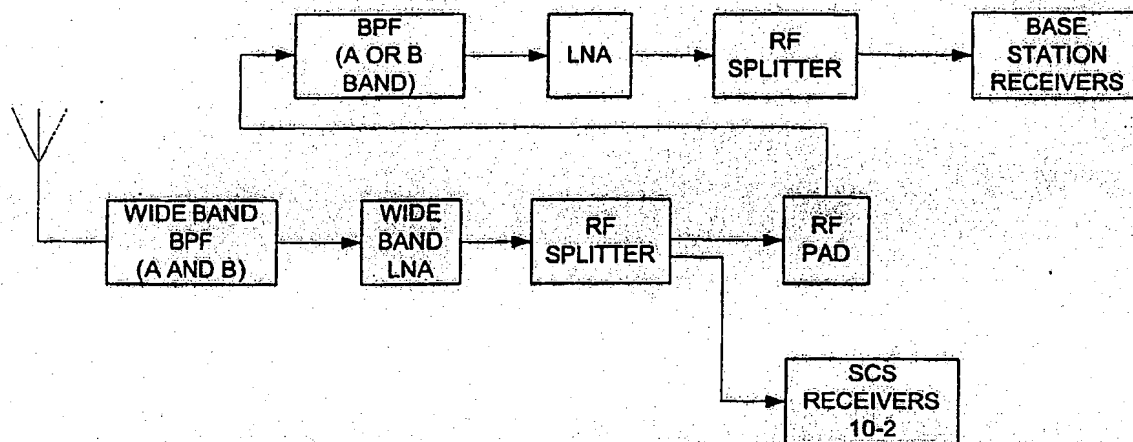 BPF
(A OR B
BAND)
LNA
RF
SPLITTER
BASE
STATION
RECEIVERS
WIDE BAND
BPF
(A AND B)
WIDE
BAND
LNA
RF
SPLITTER
RF
PAD
SCS
RECEIVERS
10-2